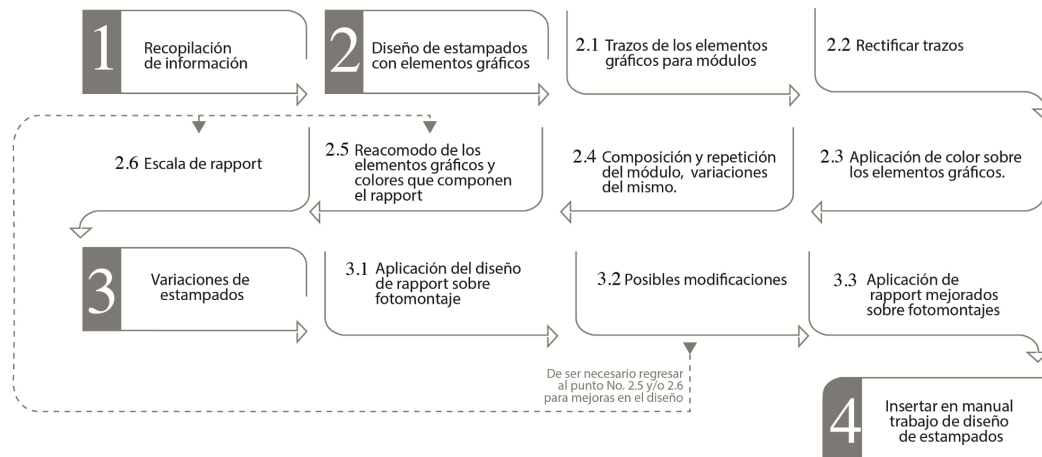 1
Recopilación
de información
2
Diseño de estampados
con elementos gráficos
2.1 Trazos de los elementos
gráficos para módulos
2.2 Rectificar trazos
2.3 Aplicación de color sobre
los elementos gráficos.
2.4 Composición y repetición
del módulo, variaciones
del mismo.
2.5 Reacomodo de los
elementos gráficos y
colores que componen
el rapport
2.6 Escala de rapport
3
Variaciones de
estampados
3.1 Aplicación del diseño
de rapport sobre
fotomontaje
3.2 Posibles modificaciones
3.3 Aplicación de
rapport mejorados
sobre fotomontajes
De ser necesario regresar
al punto No. 2.5 y/o 2.6
para mejoras en el diseño
4
Insertar en manual
trabajo de diseño
de estampados